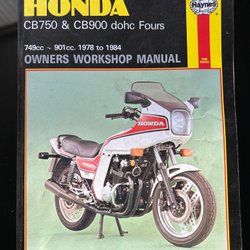 HONDA
Haynes
CB750 & CB900 dohc Fours
749cc ~ 901cc. 1978 to 1984
OWNERS WORKSHOP MANUAL
HONDA